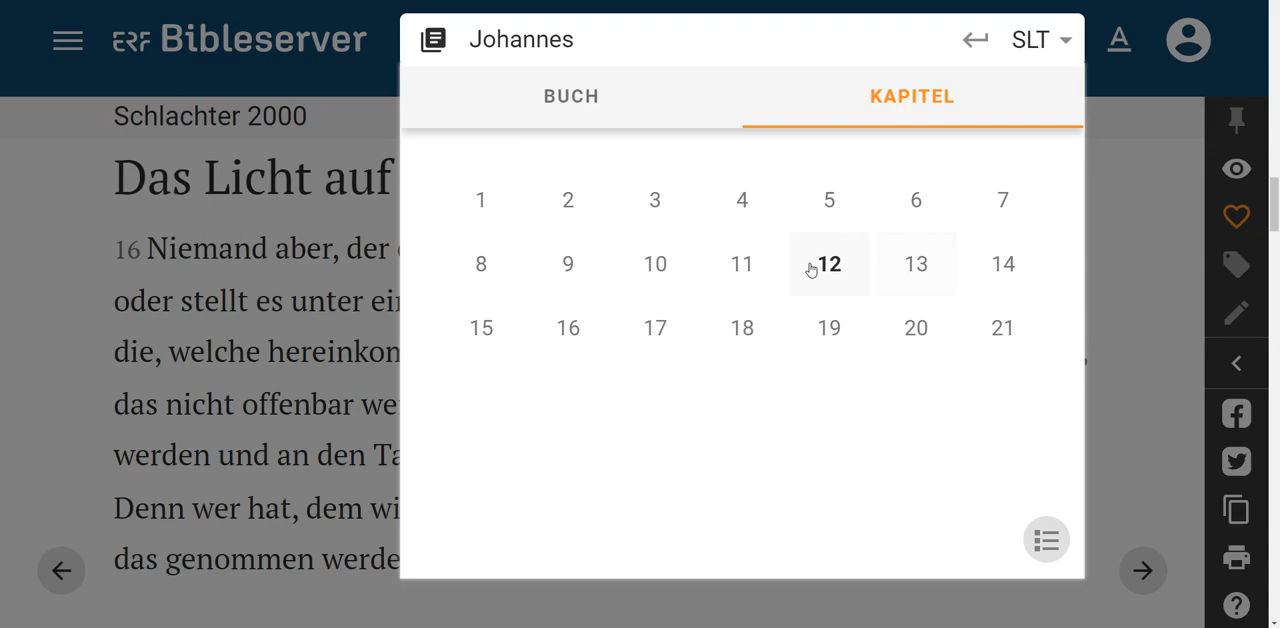 ERF Bibleserver
Johannes
SLT
BUCH
KAPITEL
1 2 3 4 5 6 7
8 9 10 11 12 13 14
15 16 17 18 19 20 21
Schlachter 2000
Das Licht auf
16 Niemand aber, der
oder stellt es unter
die, welche hereinkon
das nicht offenbar we
werden und an den Ta
Denn wer hat, dem wi
das genommen werde